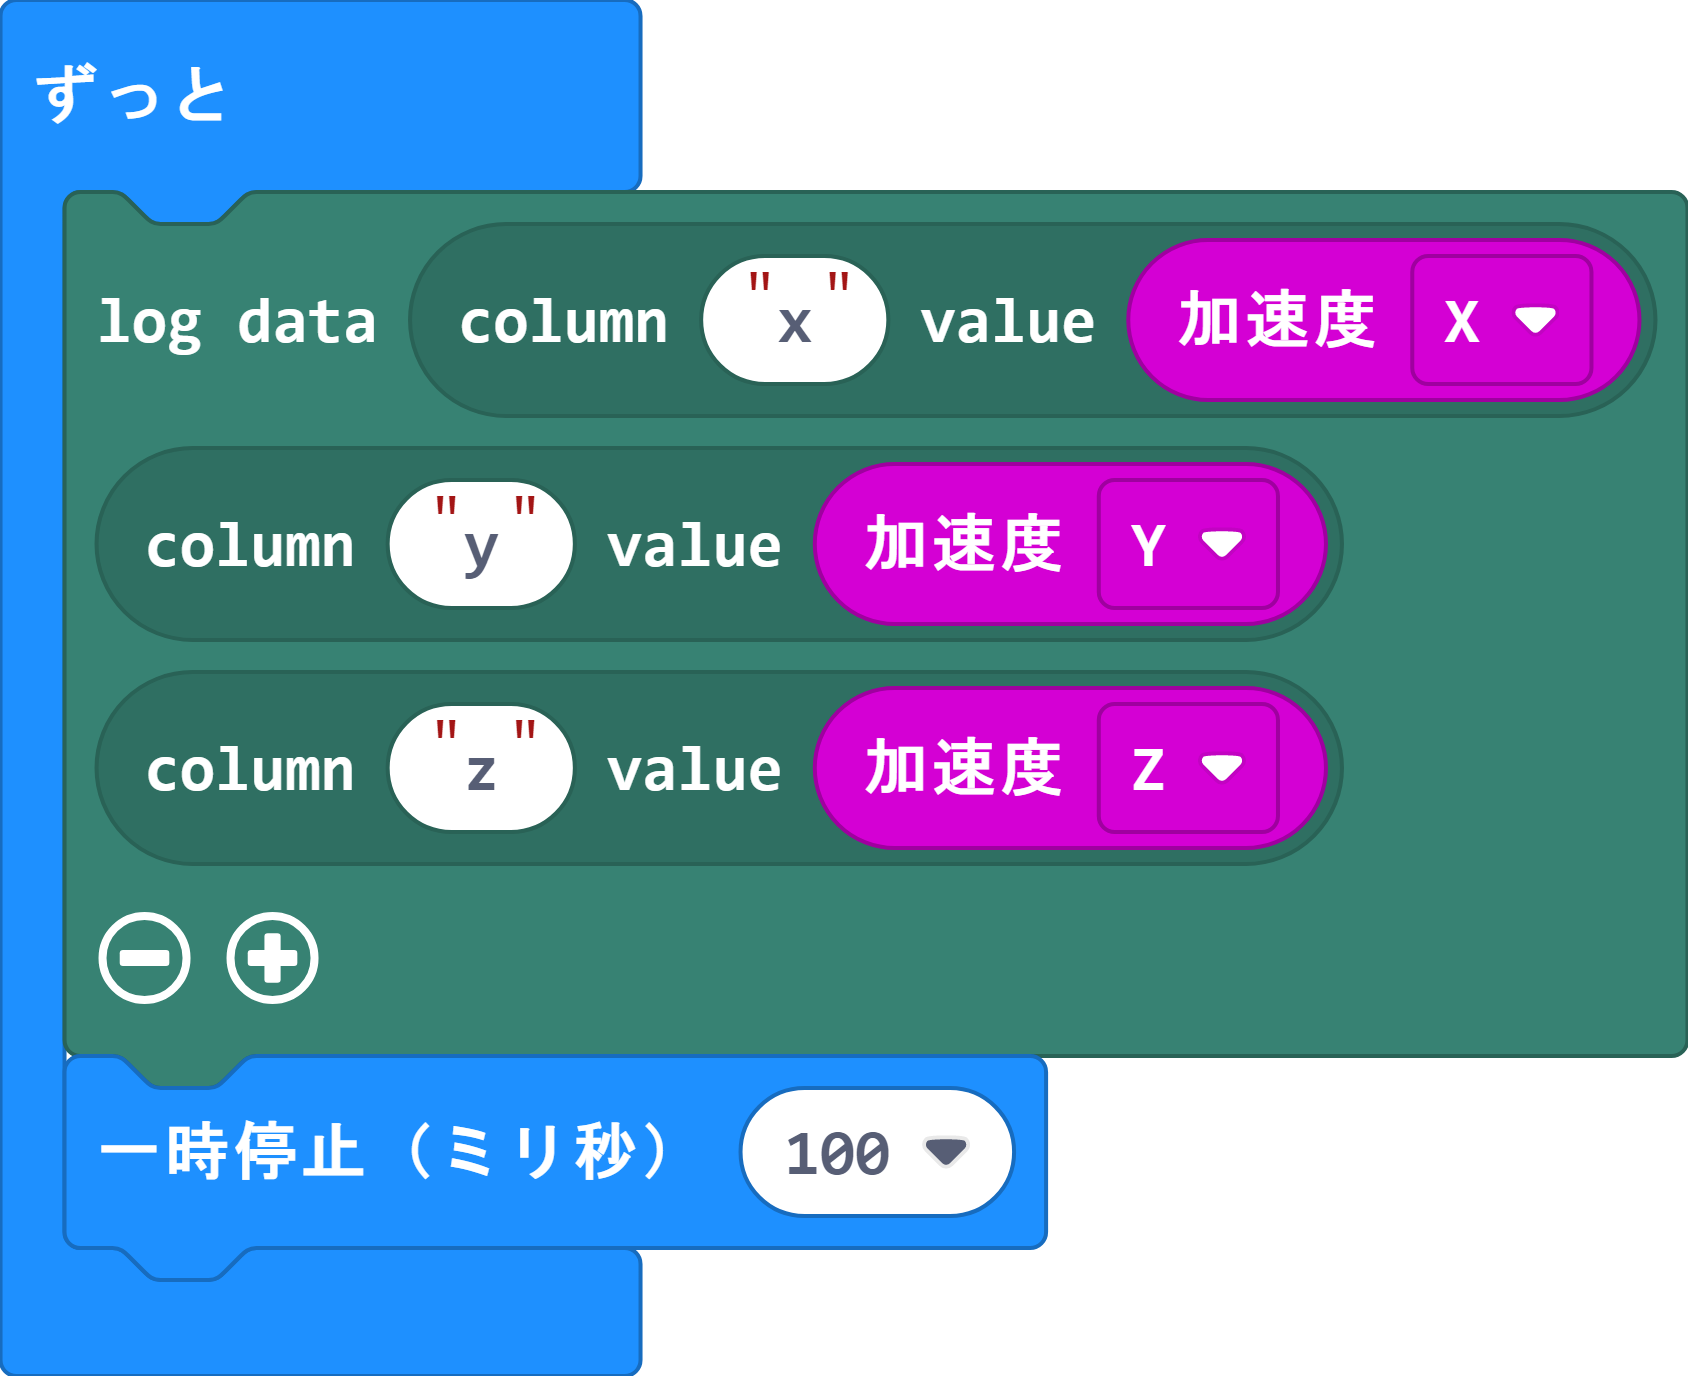 ずっと
log data column "x" value 加速度 X
column "y" value 加速度 Y
column "z" value 加速度 Z
一時停止（ミリ秒） 100